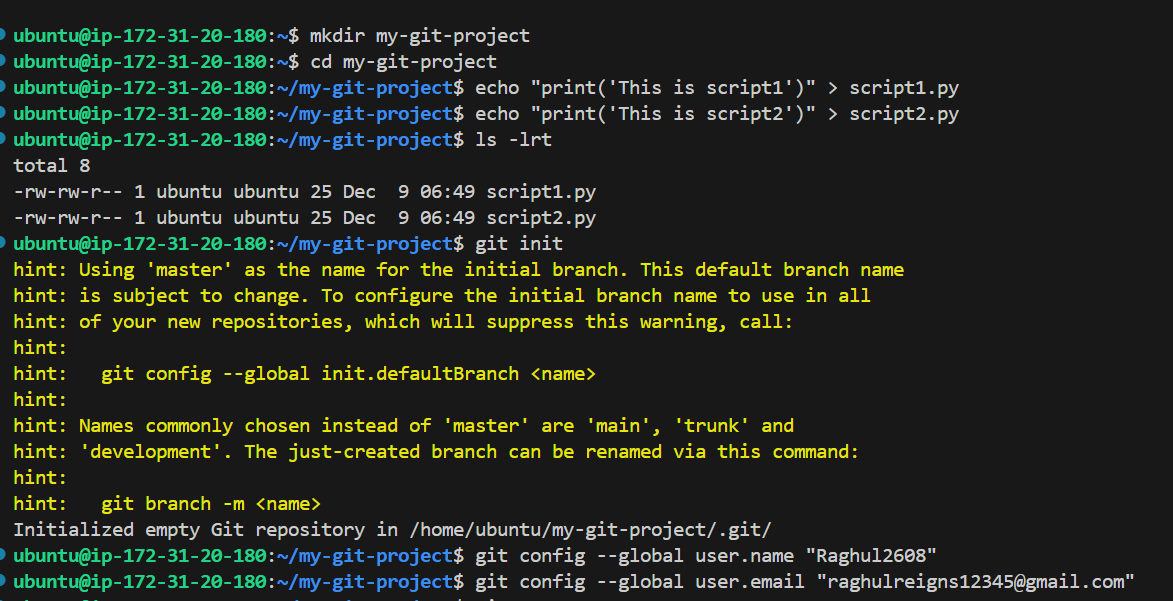 ubuntu@ip-172-31-20-180:~$ mkdir my-git-project
ubuntu@ip-172-31-20-180:~$ cd my-git-project
ubuntu@ip-172-31-20-180:~/my-git-project$ echo "print('This is script1')" > script1.py
ubuntu@ip-172-31-20-180:~/my-git-project$ echo "print('This is script2')" > script2.py
ubuntu@ip-172-31-20-180:~/my-git-project$ ls -lrt
total 8
-rw-rw-r-- 1 ubuntu ubuntu 25 Dec  9 06:49 script1.py
-rw-rw-r-- 1 ubuntu ubuntu 25 Dec  9 06:49 script2.py
ubuntu@ip-172-31-20-180:~/my-git-project$ git init
hint: Using 'master' as the name for the initial branch. This default branch name
hint: is subject to change. To configure the initial branch name to use in all
hint: of your new repositories, which will suppress this warning, call:
hint:
hint:   git config --global init.defaultBranch <name>
hint:
hint: Names commonly chosen instead of 'master' are 'main', 'trunk' and
hint: 'development'. The just-created branch can be renamed via this command:
hint:
hint:   git branch -m <name>
Initialized empty Git repository in /home/ubuntu/my-git-project/.git/
ubuntu@ip-172-31-20-180:~/my-git-project$ git config --global user.name "Raghul2608"
ubuntu@ip-172-31-20-180:~/my-git-project$ git config --global user.email "raghulreigns12345@gmail.com"